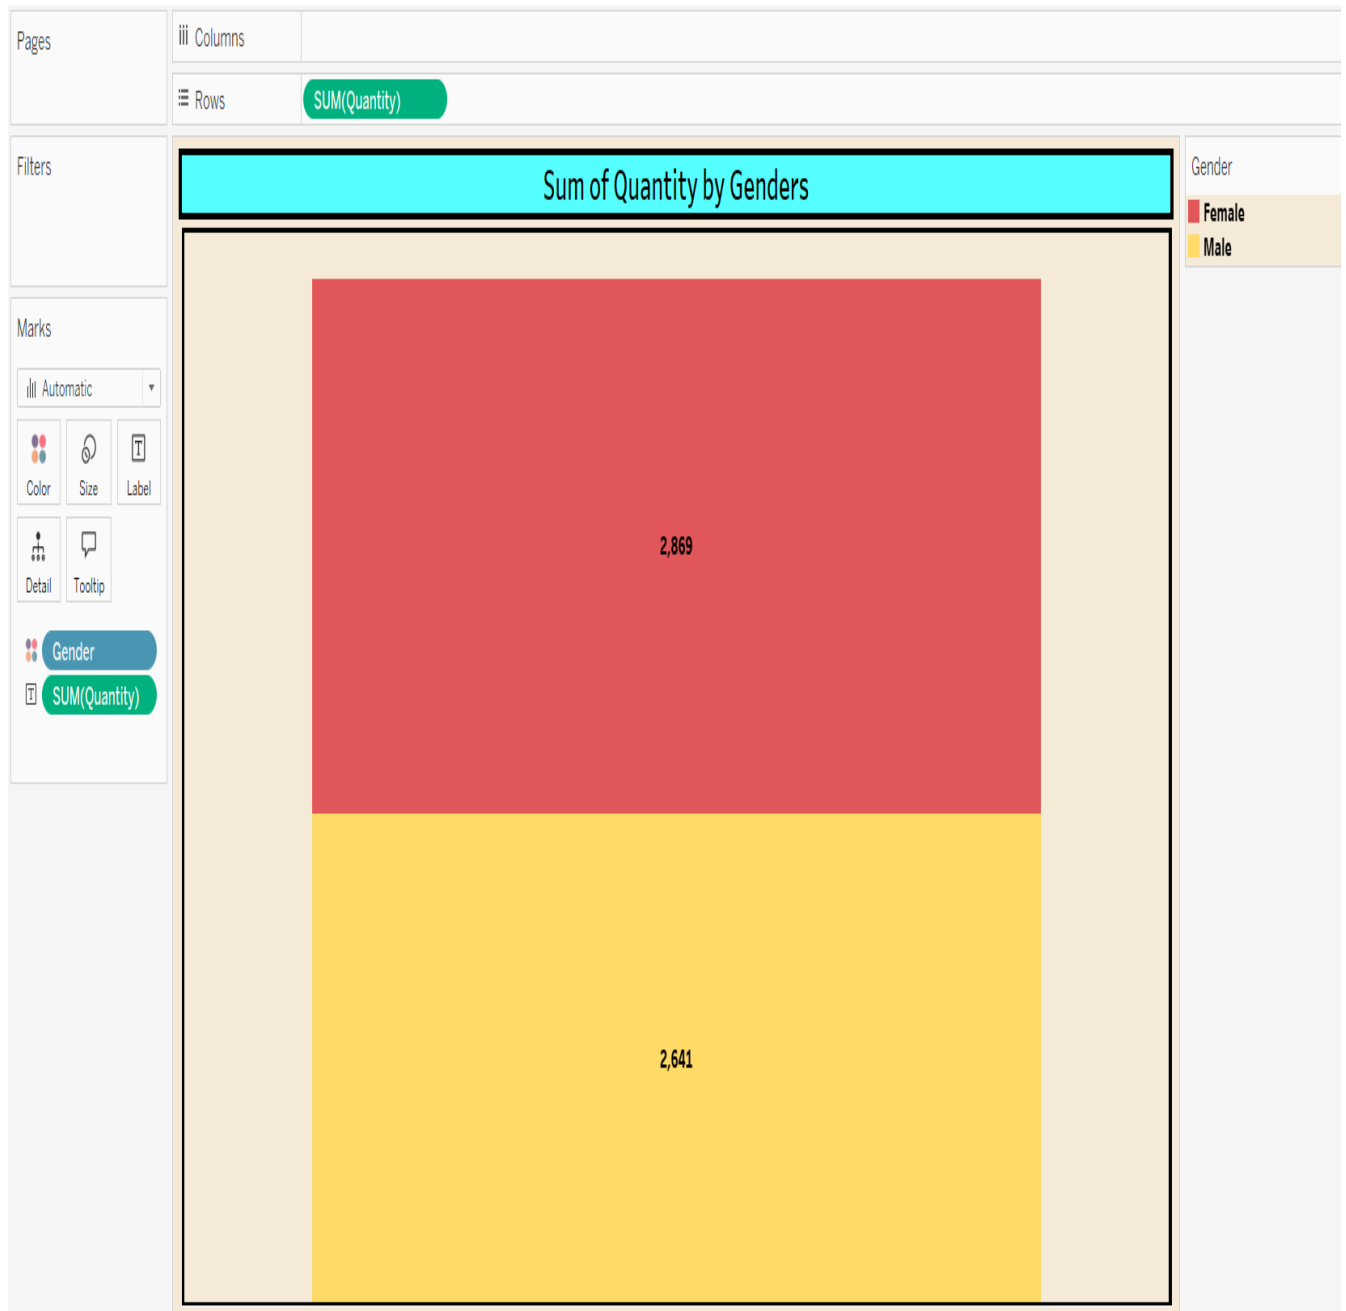 Pages
Columns
Rows
SUM(Quantity)
Filters
Sum of Quantity by Genders
Gender
Female
Male
Marks
Automatic
Color
Size
Label
Detail
Tooltip
Gender
SUM(Quantity)
2,869
2,641